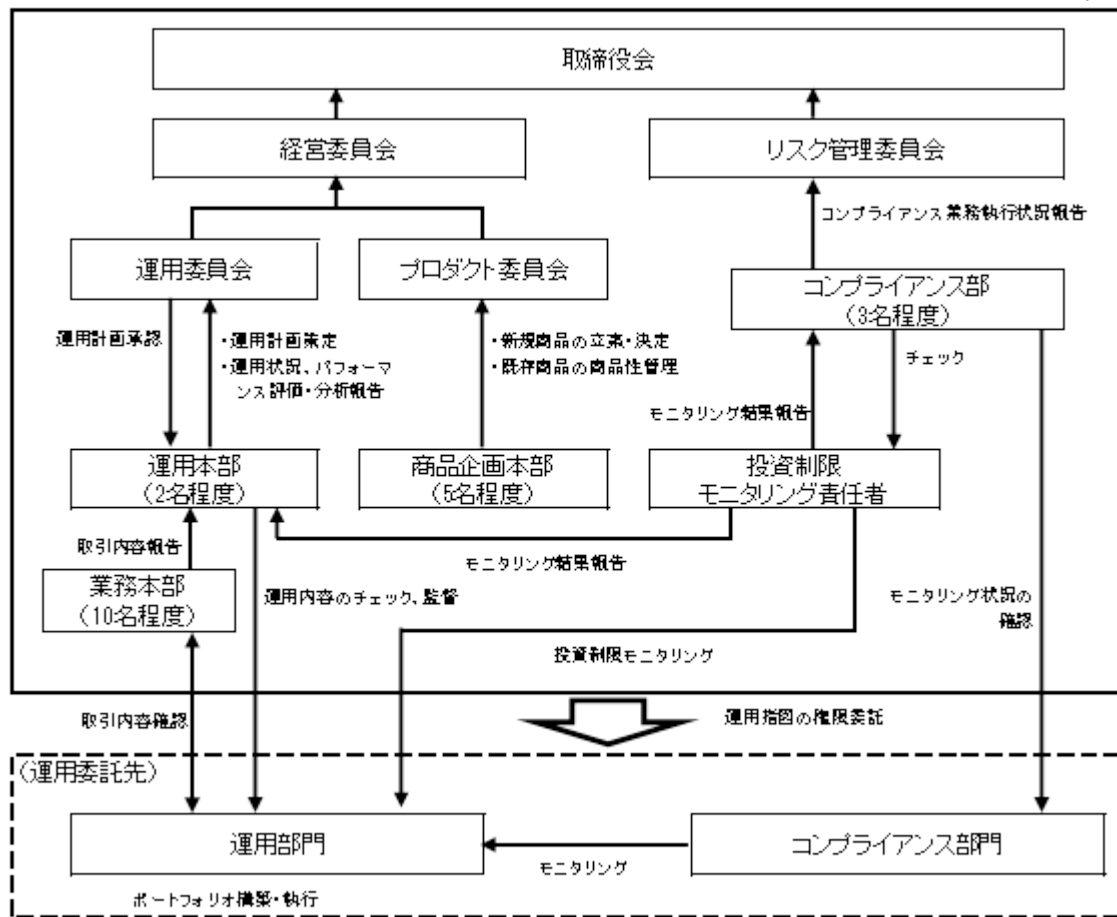 取締役会
経営委員会
リスク管理委員会
コンプライアンス業務執行状況報告
運用委員会
プロダクト委員会
コンプライアンス部
(3名程度)
運用計画承認
・運用計画策定
・運用状況、パフォーマ
ンス評価・分析報告
・新規商品の立案・決定
・既存商品の商品性管理
チェック
モニタリング結果報告
運用本部
(2名程度)
商品企画本部
(5名程度)
投資制限
モニタリング責任者
取引内容報告
モニタリング結果報告
業務本部
(10名程度)
運用内容のチェック、監督
モニタリング状況の
確認
投資制限モニタリング
取引内容確認
運用指図の権限委託
(運用委託先)
運用部門
モニタリング
コンプライアンス部門
ポートフォリオ構築・執行